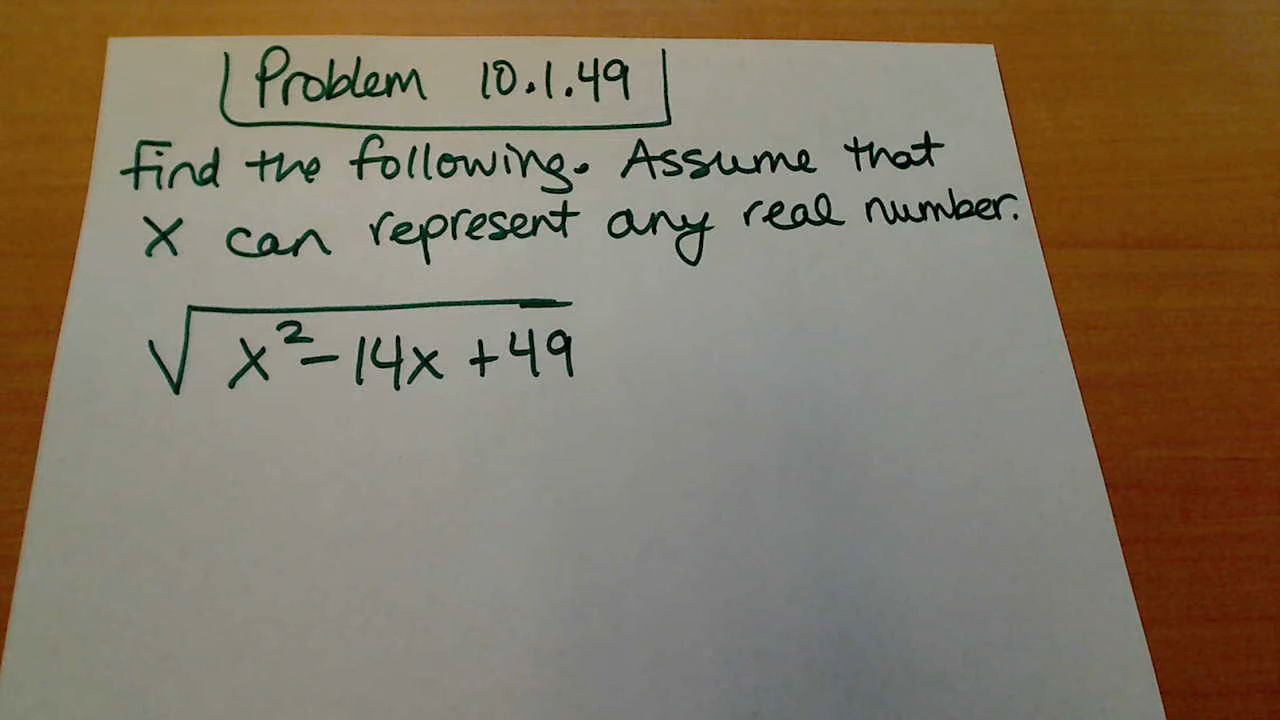 Problem 10.1.49
Find the following. Assume that
x can represent any real number.
√(x²-14x+49)